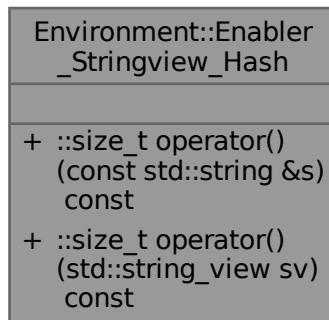 Environment::Enabler
_Stringview_Hash
+ ::size_t operator()
(const std::string &s)
const
+ ::size_t operator()
(std::string_view sv)
const